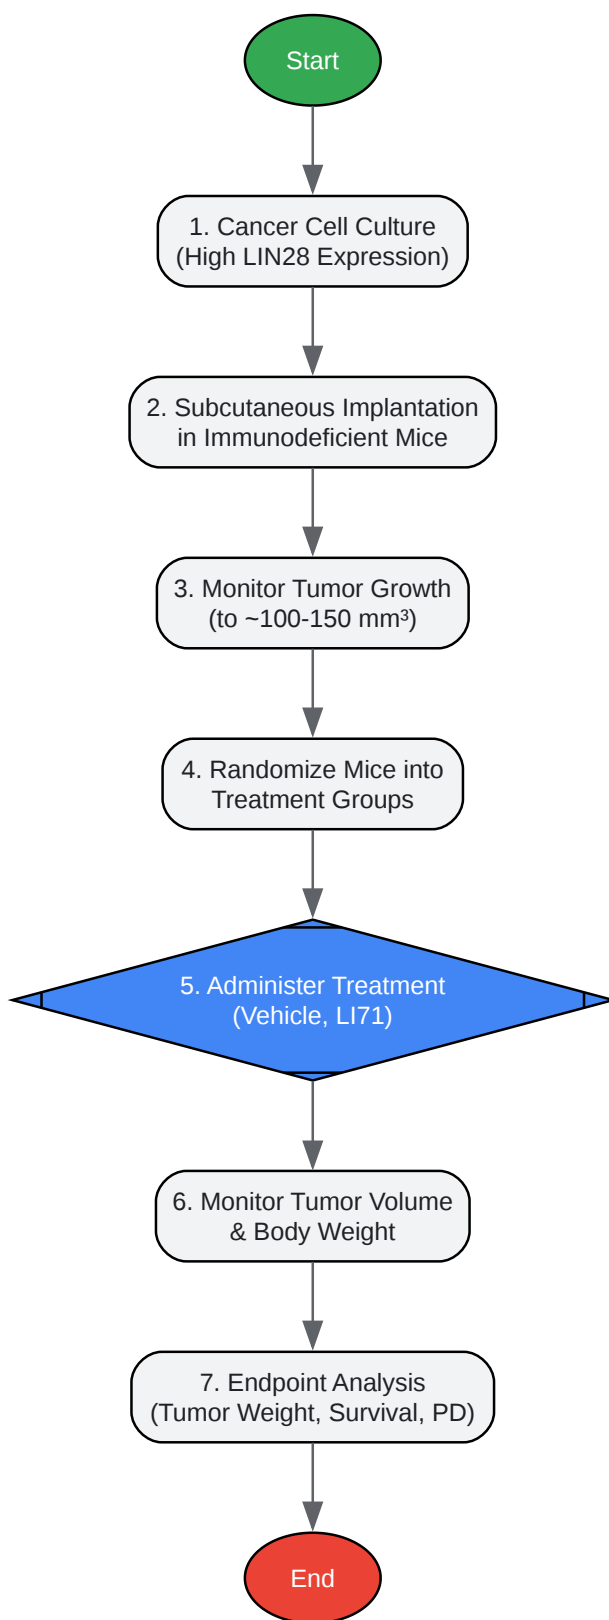 Start
1. Cancer Cell Culture
(High LIN28 Expression)
2. Subcutaneous Implantation
in Immunodeficient Mice
3. Monitor Tumor Growth
(to ~100-150 mm³)
4. Randomize Mice into
Treatment Groups
5. Administer Treatment
(Vehicle, LI71)
6. Monitor Tumor Volume
& Body Weight
7. Endpoint Analysis
(Tumor Weight, Survival, PD)
End